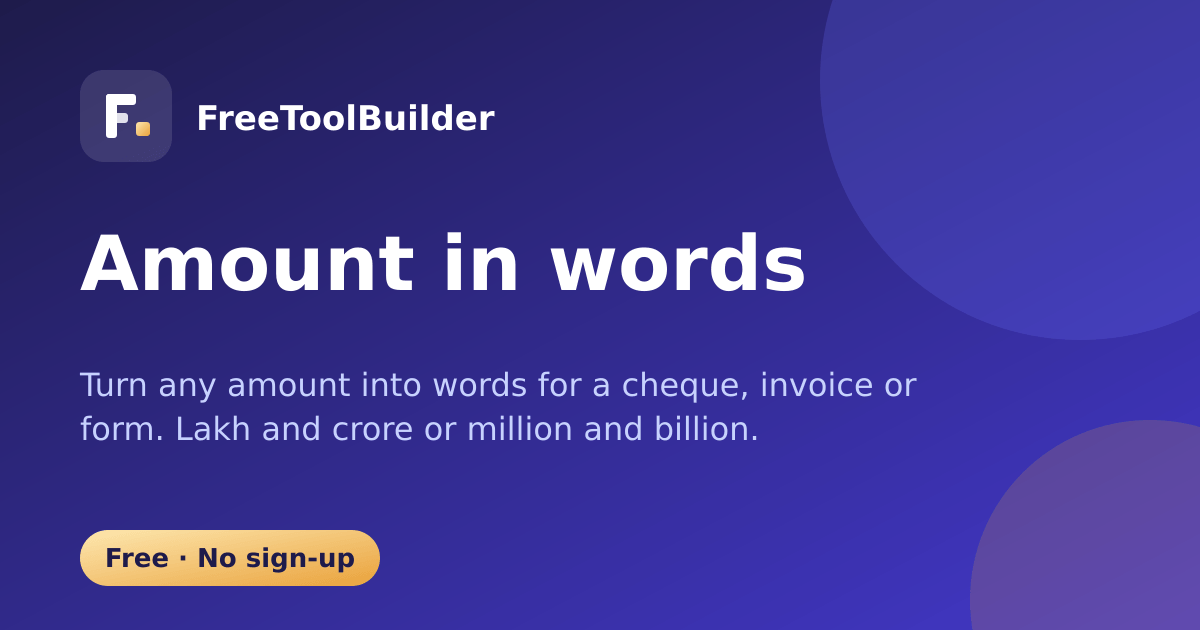 F.
FreeToolBuilder
Amount in words
Turn any amount into words for a cheque, invoice or
form. Lakh and crore or million and billion.
Free · No sign-up